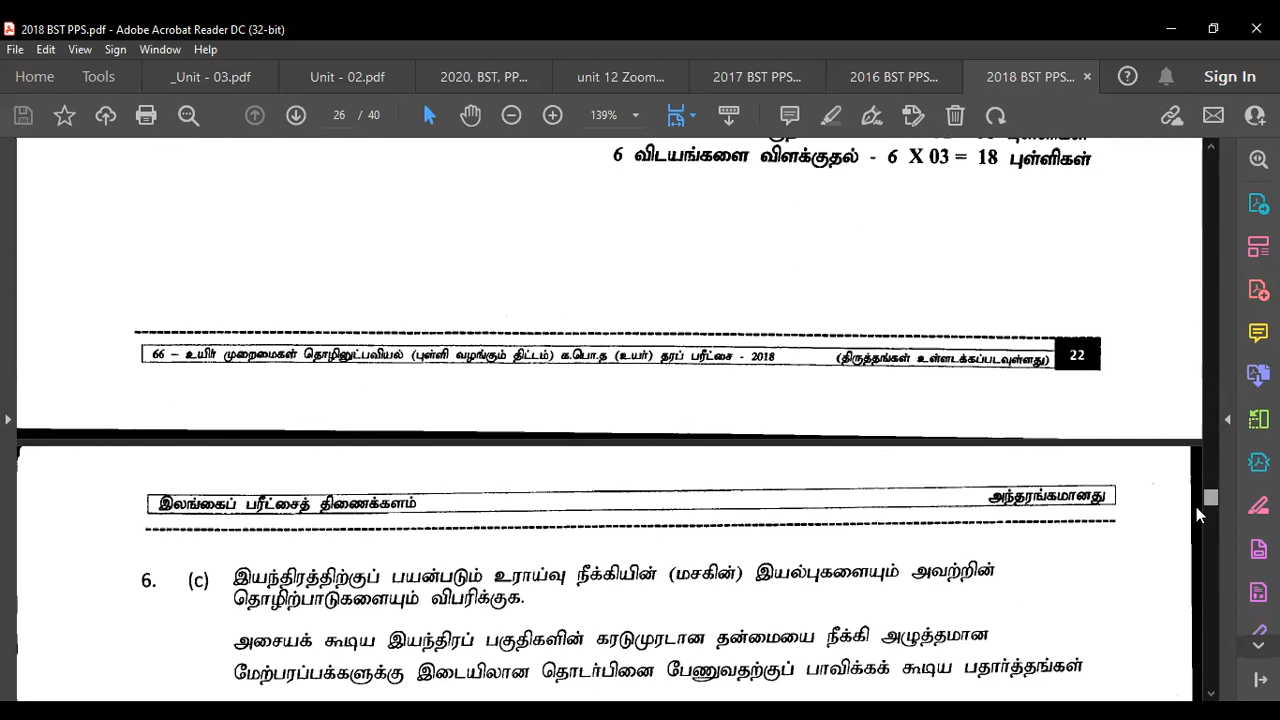 2018 BST PPS.pdf - Adobe Acrobat Reader DC (32-bit)
File Edit View Sign Window Help
Home Tools _Unit - 03.pdf Unit - 02.pdf 2020, BST, PP... unit 12 Zoom... 2017 BST PPS... 2016 BST PPS... 2018 BST PPS... × Sign In
26 / 40 139%
6 விடயங்களை விளக்குதல் - 6 X 03 = 18 புள்ளிகள்
66 – உயிர் முறைமைகள் தொழினுட்பவியல் (புள்ளி வழங்கும் திட்டம்) க.பொ.த (உயர்) தரப் பரீட்சை - 2018 (திருத்தங்கள் உள்ளடக்கப்படவுள்ளது) 22
இலங்கைப் பரீட்சைத் திணைக்களம் அந்தரங்கமானது
6. (c) இயந்திரத்திற்குப் பயன்படும் உராய்வு நீக்கியின் (மசகின்) இயல்புகளையும் அவற்றின்
தொழிற்பாடுகளையும் விபரிக்குக.
அசையக் கூடிய இயந்திரப் பகுதிகளின் கரடுமுரடான தன்மையை நீக்கி அழுத்தமான
மேற்பரப்பக்களுக்கு இடையிலான தொடர்பினை பேணுவதற்குப் பாவிக்கக் கூடிய பதார்த்தங்கள்